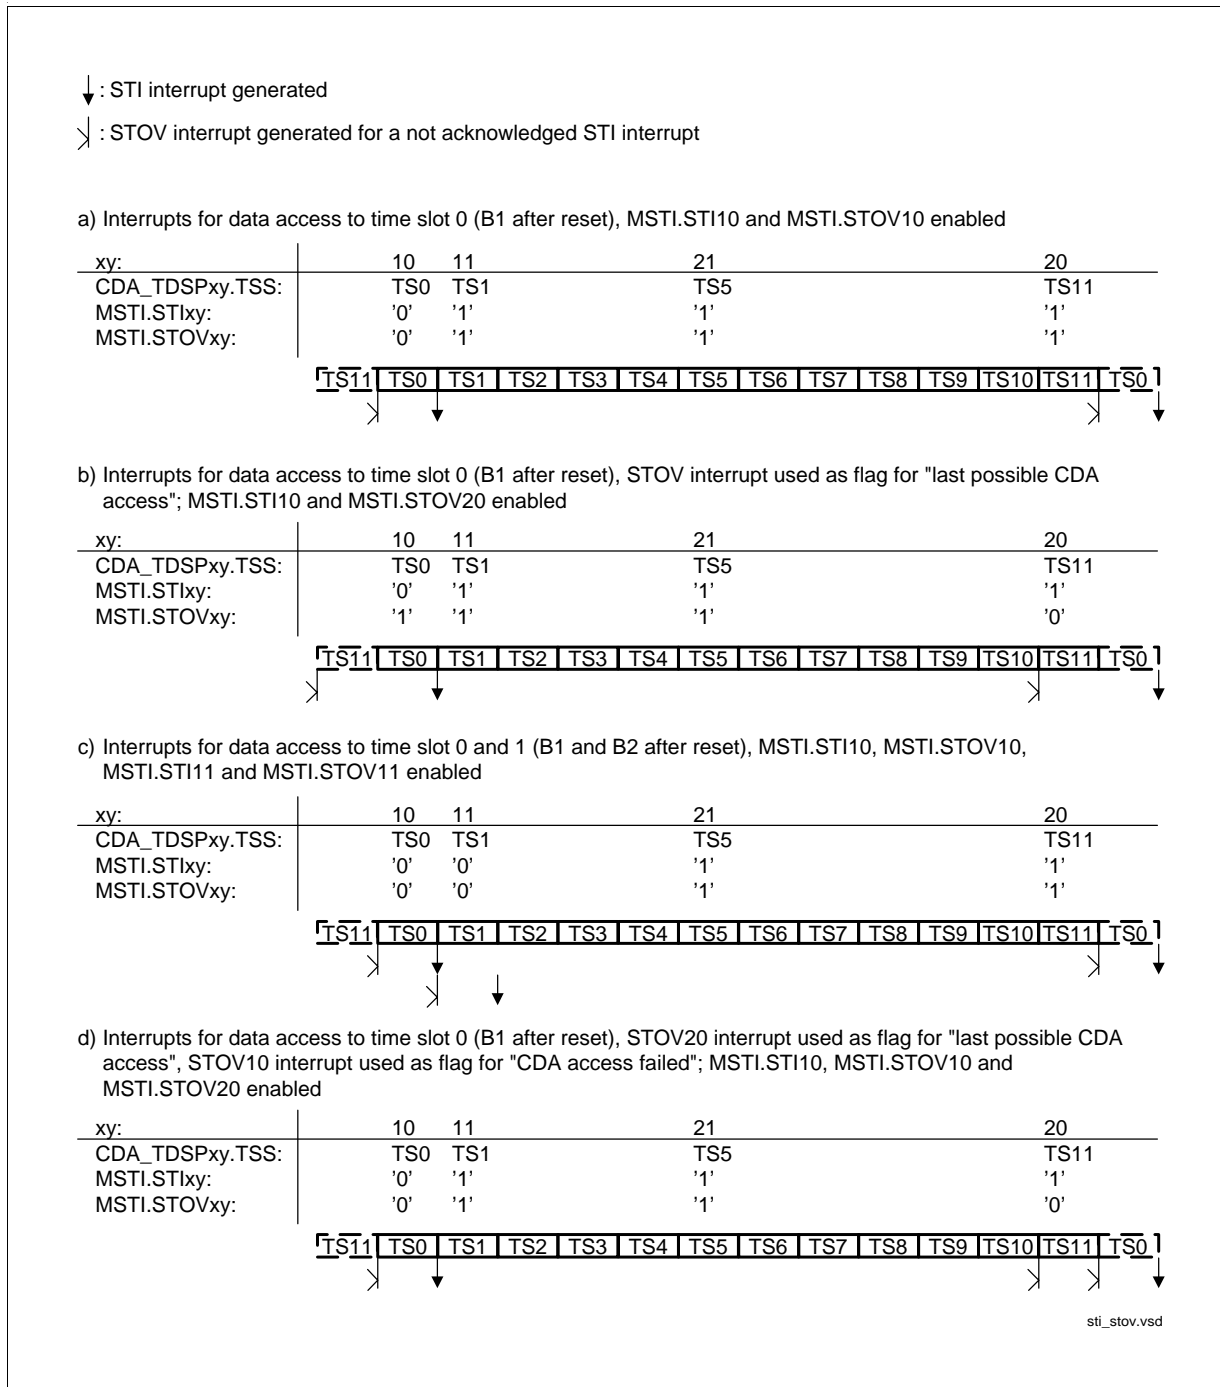 : STI interrupt generated
: STOV interrupt generated for a not acknowledged STI interrupt
a) Interrupts for data access to time slot 0 (B1 after reset), MSTI.STI10 and MSTI.STOV10 enabled
xy: 10 11 21 20
CDA_TDSPxy.TSS: TS0 TS1 TS5 TS11
MSTI.STIxy: '0' '1' '1' '1'
MSTI.STOVxy: '0' '1' '1' '1'
TS11 TS0 TS1 TS2 TS3 TS4 TS5 TS6 TS7 TS8 TS9 TS10 TS11 TS0
b) Interrupts for data access to time slot 0 (B1 after reset), STOV interrupt used as flag for "last possible CDA
access"; MSTI.STI10 and MSTI.STOV20 enabled
xy: 10 11 21 20
CDA_TDSPxy.TSS: TS0 TS1 TS5 TS11
MSTI.STIxy: '0' '1' '1' '1'
MSTI.STOVxy: '1' '1' '1' '0'
TS11 TS0 TS1 TS2 TS3 TS4 TS5 TS6 TS7 TS8 TS9 TS10 TS11 TS0
c) Interrupts for data access to time slot 0 and 1 (B1 and B2 after reset), MSTI.STI10, MSTI.STOV10,
MSTI.STI11 and MSTI.STOV11 enabled
xy: 10 11 21 20
CDA_TDSPxy.TSS: TS0 TS1 TS5 TS11
MSTI.STIxy: '0' '0' '1' '1'
MSTI.STOVxy: '0' '0' '1' '1'
TS11 TS0 TS1 TS2 TS3 TS4 TS5 TS6 TS7 TS8 TS9 TS10 TS11 TS0
d) Interrupts for data access to time slot 0 (B1 after reset), STOV20 interrupt used as flag for "last possible CDA
access", STOV10 interrupt used as flag for "CDA access failed"; MSTI.STI10, MSTI.STOV10 and
MSTI.STOV20 enabled
xy: 10 11 21 20
CDA_TDSPxy.TSS: TS0 TS1 TS5 TS11
MSTI.STIxy: '0' '1' '1' '1'
MSTI.STOVxy: '0' '1' '1' '0'
TS11 TS0 TS1 TS2 TS3 TS4 TS5 TS6 TS7 TS8 TS9 TS10 TS11 TS0
sti_stov.vsd